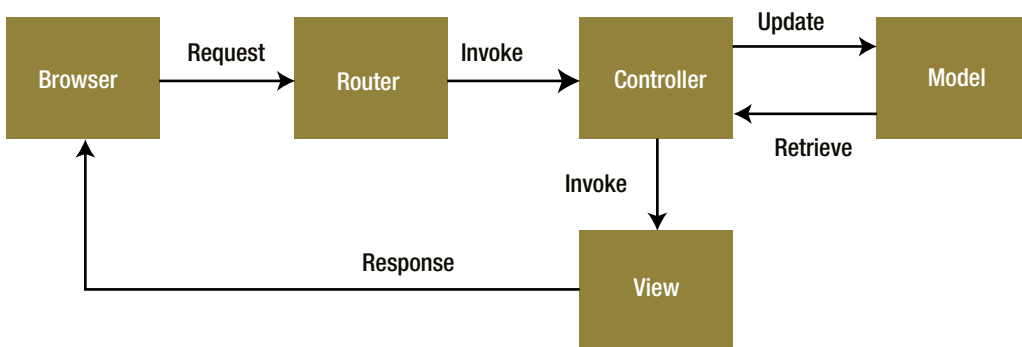 Update
Request
Invoke
Browser
Router
Controller
Model
Retrieve
Invoke
Response
View